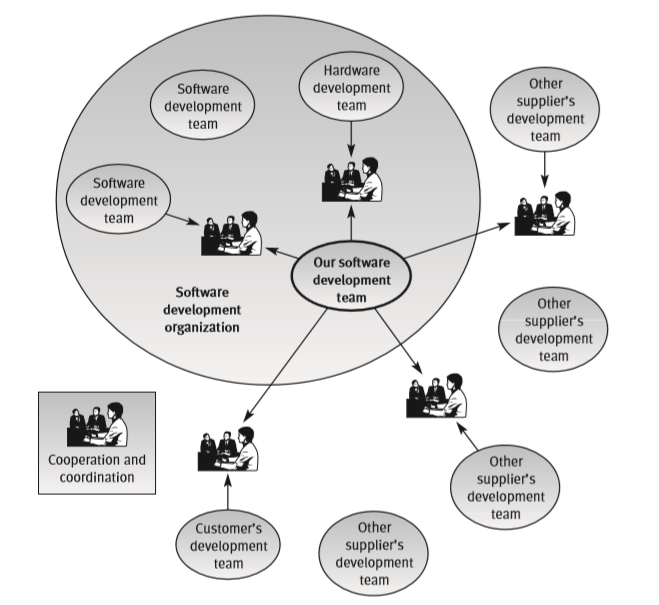 Software
development
team
Hardware
development
team
Other
supplier's
development
team
Software
development
team
Our software
development
team
Software
development
organization
Other
supplier's
development
team
Cooperation and
coordination
Other
supplier's
development
team
Customer's
development
team
Other
supplier's
development
team